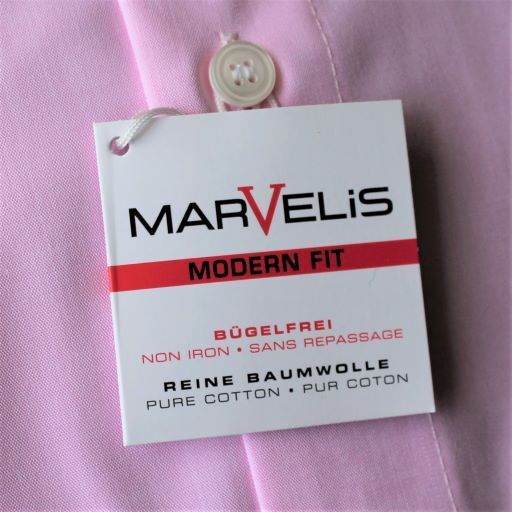 MARVELiS
MODERN FIT
BÜGELFREI
NON IRON • SANS REPASSAGE
REINE BAUMWOLLE
PURE COTTON • PUR COTON